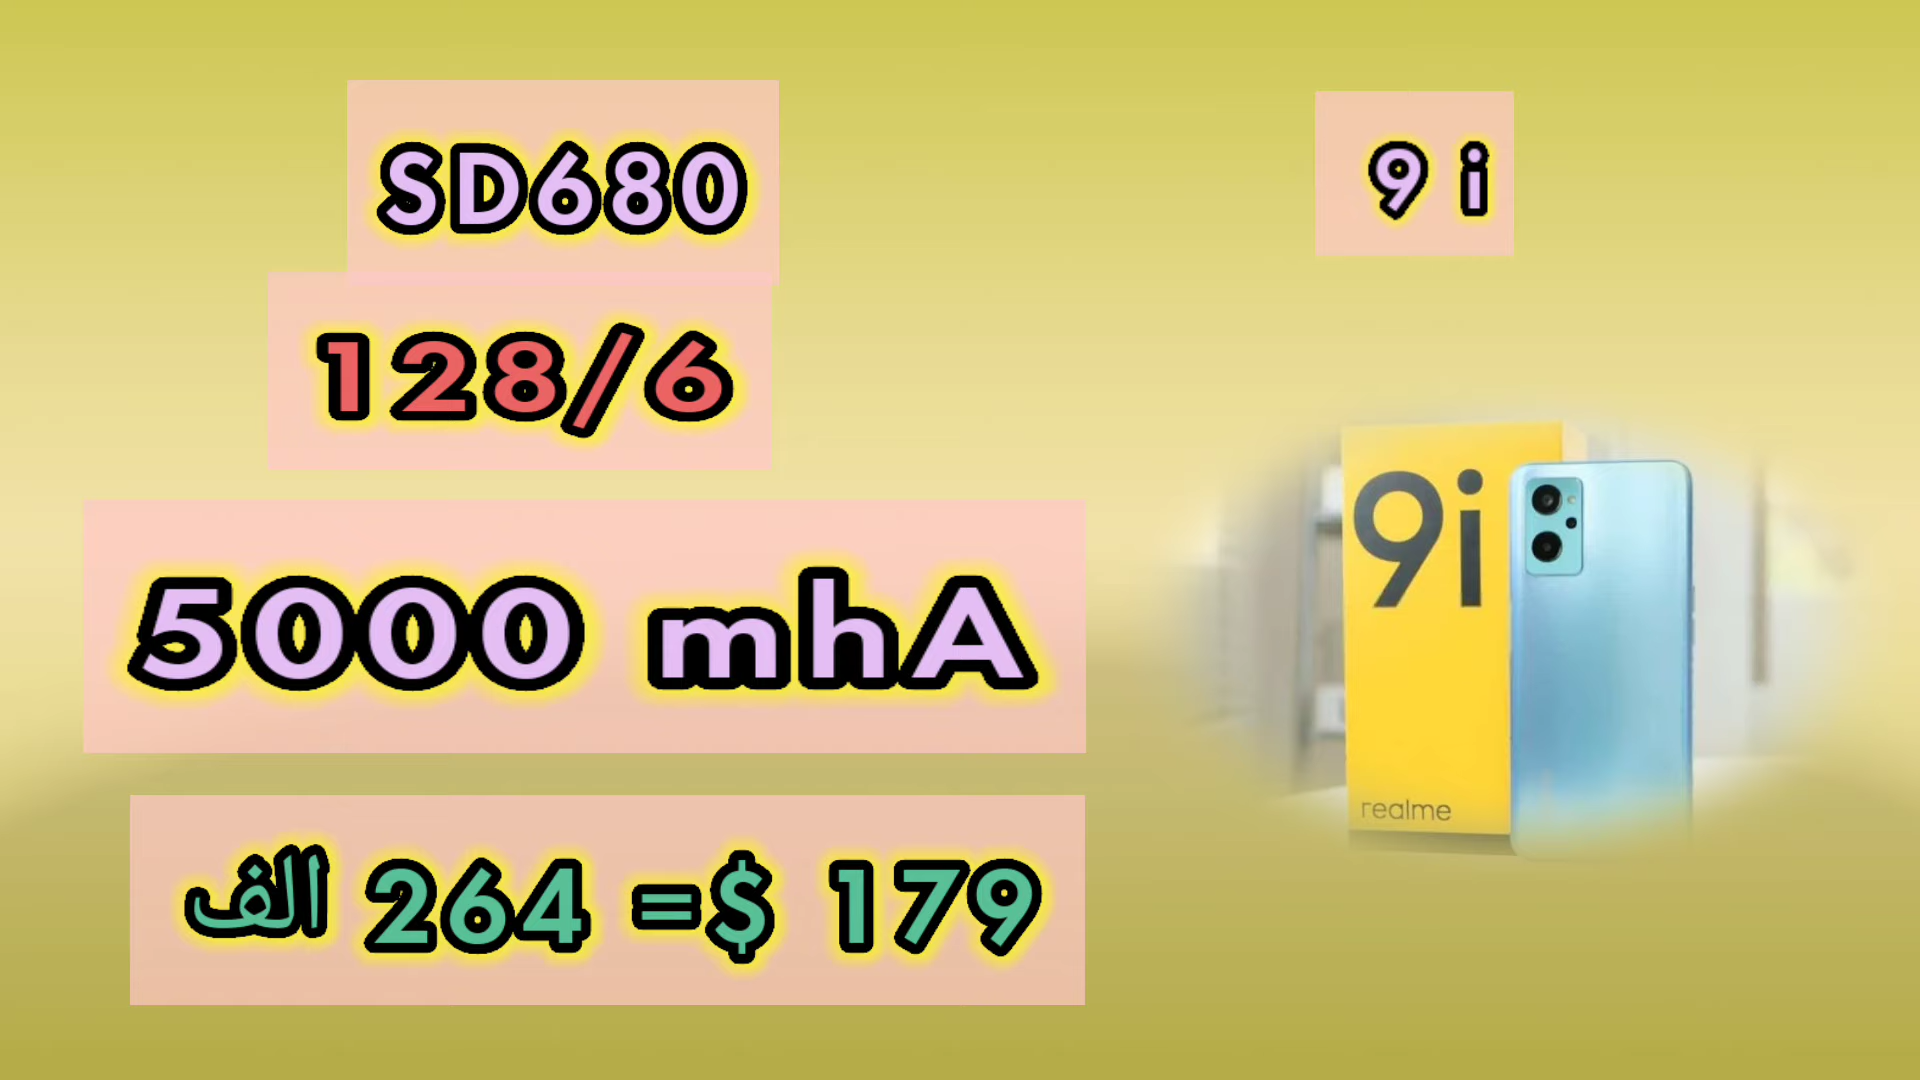 SD680
9 i
128/6
5000 mhA
179 $= 264 الف
9i
realme